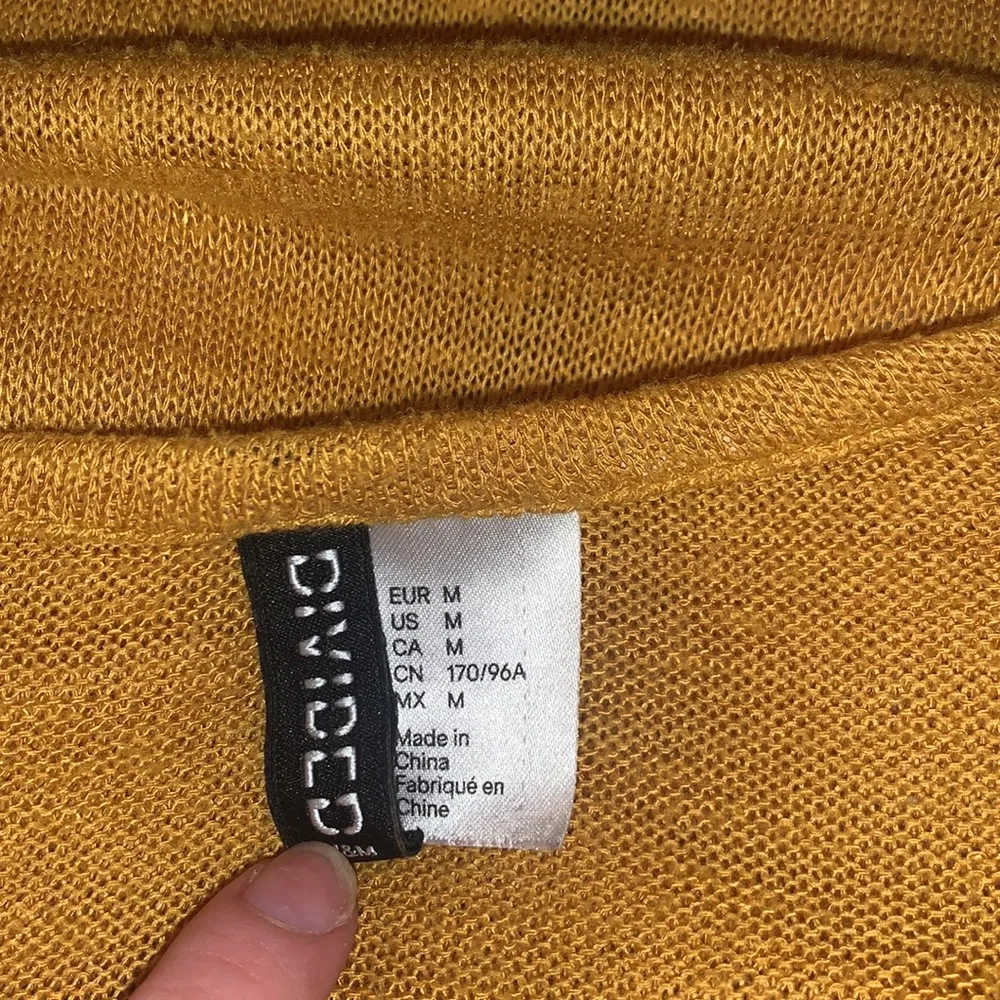 DIVIDED
H&M
EUR M
US M
CA M
CN 170/96A
MX M
Made in
China
Fabriqué en
Chine